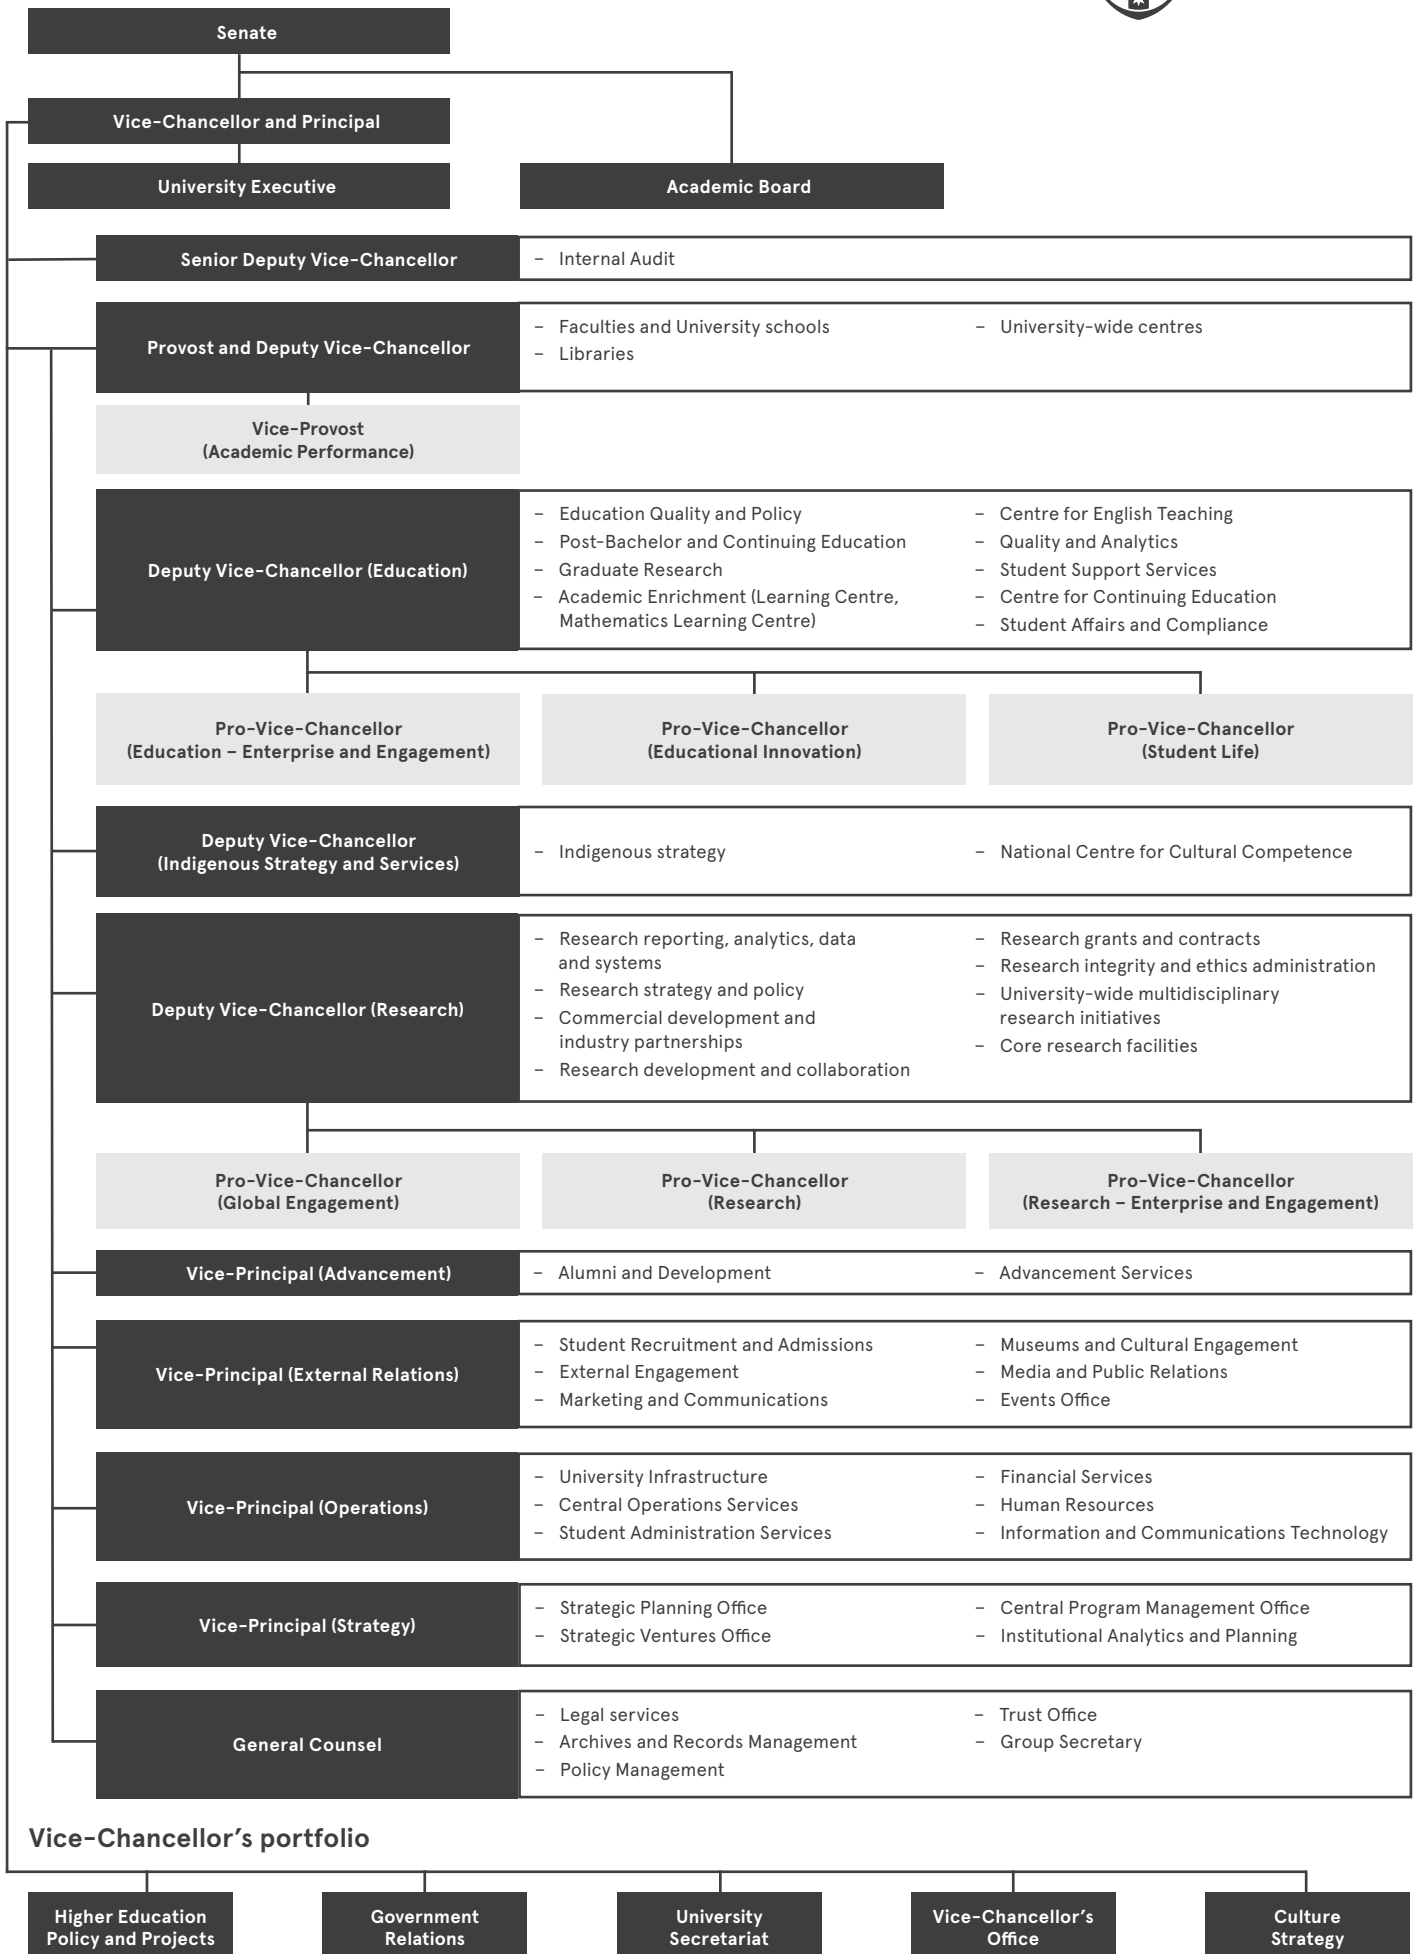 Senate
Vice-Chancellor and Principal
University Executive
Academic Board
Senior Deputy Vice-Chancellor
– Internal Audit
Provost and Deputy Vice-Chancellor
– Faculties and University schools
– Libraries
– University-wide centres
Vice-Provost
(Academic Performance)
Deputy Vice-Chancellor (Education)
– Education Quality and Policy
– Post-Bachelor and Continuing Education
– Graduate Research
– Academic Enrichment (Learning Centre,
Mathematics Learning Centre)
– Centre for English Teaching
– Quality and Analytics
– Student Support Services
– Centre for Continuing Education
– Student Affairs and Compliance
Pro-Vice-Chancellor
(Education – Enterprise and Engagement)
Pro-Vice-Chancellor
(Educational Innovation)
Pro-Vice-Chancellor
(Student Life)
Deputy Vice-Chancellor
(Indigenous Strategy and Services)
– Indigenous strategy
– National Centre for Cultural Competence
Deputy Vice-Chancellor (Research)
– Research reporting, analytics, data
and systems
– Research strategy and policy
– Commercial development and
industry partnerships
– Research development and collaboration
– Research grants and contracts
– Research integrity and ethics administration
– University-wide multidisciplinary
research initiatives
– Core research facilities
Pro-Vice-Chancellor
(Global Engagement)
Pro-Vice-Chancellor
(Research)
Pro-Vice-Chancellor
(Research – Enterprise and Engagement)
Vice-Principal (Advancement)
– Alumni and Development
– Advancement Services
Vice-Principal (External Relations)
– Student Recruitment and Admissions
– External Engagement
– Marketing and Communications
– Museums and Cultural Engagement
– Media and Public Relations
– Events Office
Vice-Principal (Operations)
– University Infrastructure
– Central Operations Services
– Student Administration Services
– Financial Services
– Human Resources
– Information and Communications Technology
Vice-Principal (Strategy)
– Strategic Planning Office
– Strategic Ventures Office
– Central Program Management Office
– Institutional Analytics and Planning
General Counsel
– Legal services
– Archives and Records Management
– Policy Management
– Trust Office
– Group Secretary
Vice-Chancellor’s portfolio
Higher Education
Policy and Projects
Government
Relations
University
Secretariat
Vice-Chancellor’s
Office
Culture
Strategy